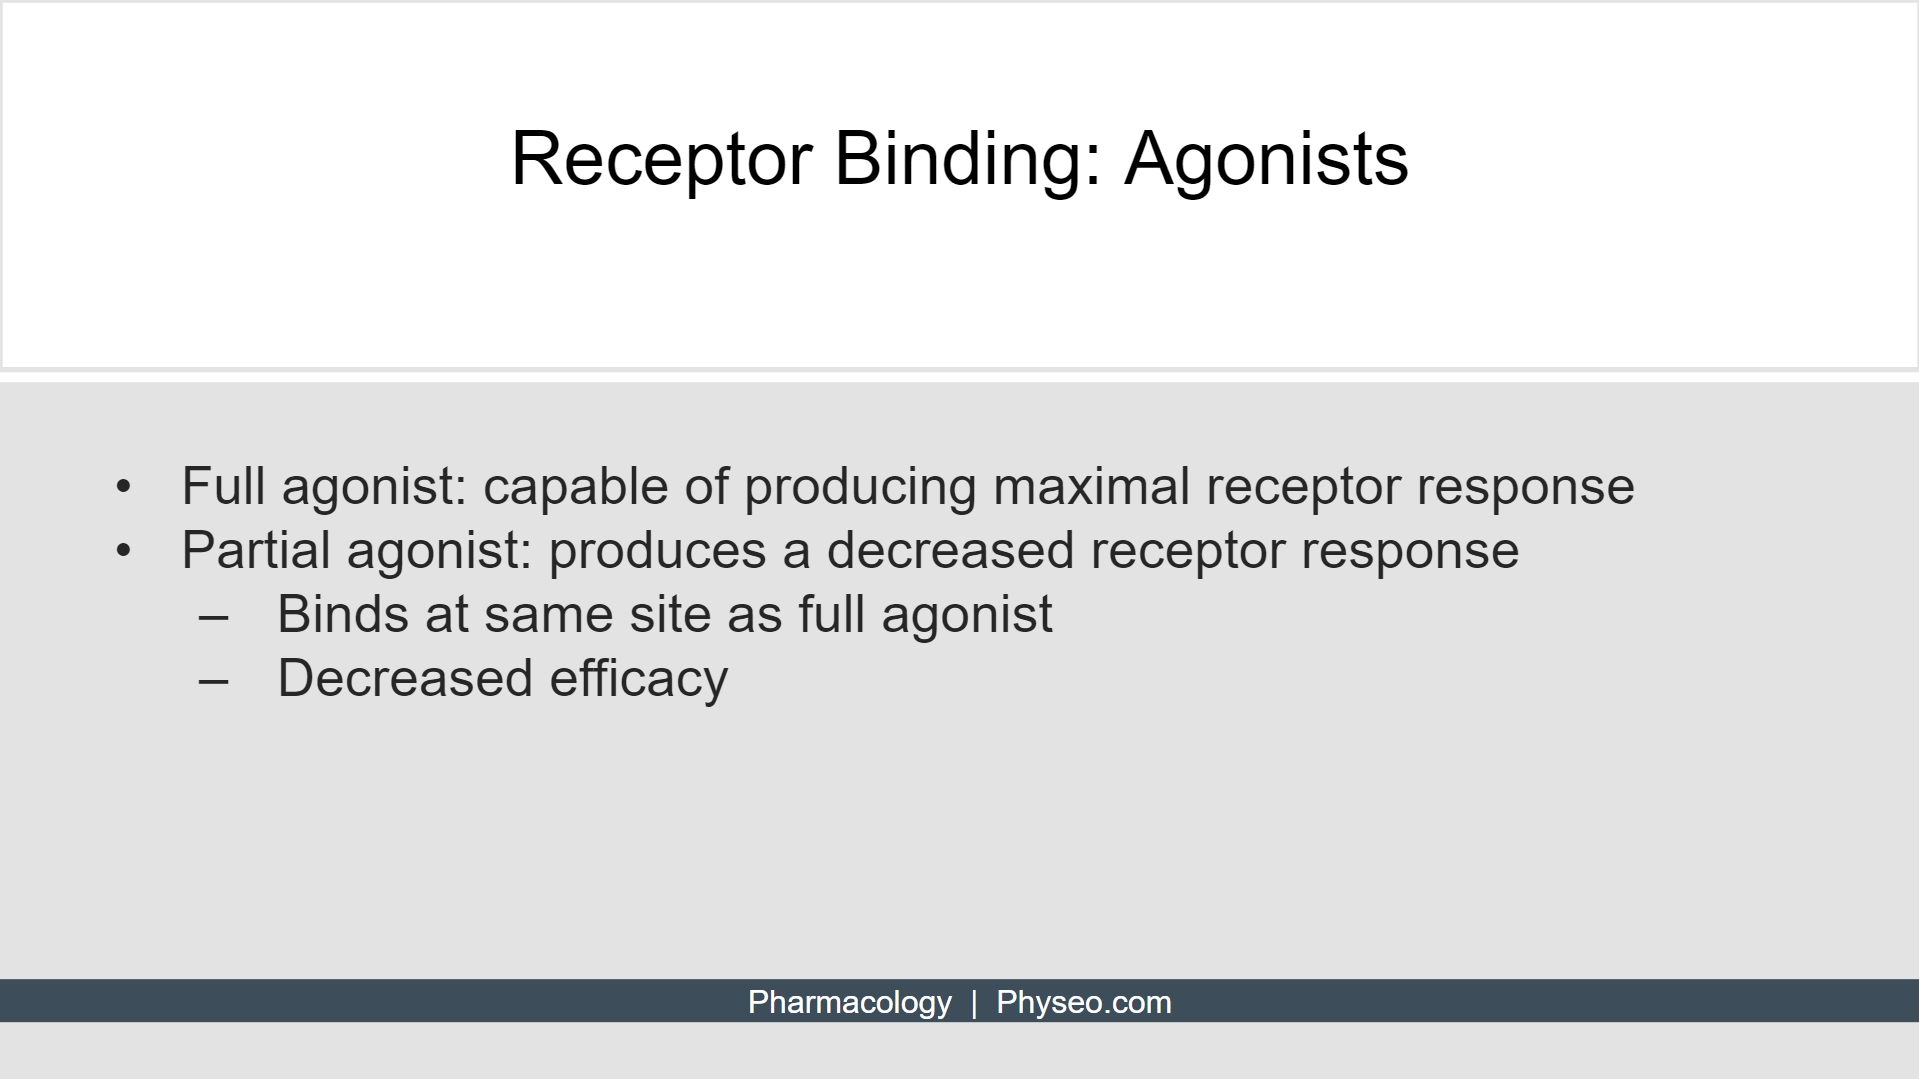 Receptor Binding: Agonists
• Full agonist: capable of producing maximal receptor response
• Partial agonist: produces a decreased receptor response
– Binds at same site as full agonist
– Decreased efficacy
Pharmacology | Physeo.com